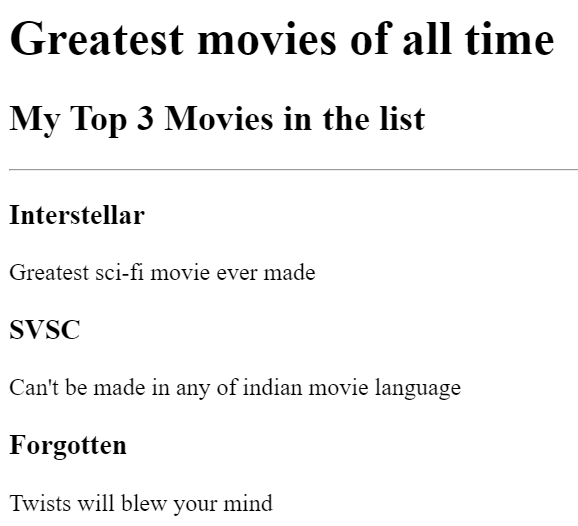 Greatest movies of all time
My Top 3 Movies in the list
Interstellar
Greatest sci-fi movie ever made
SVSC
Can't be made in any of indian movie language
Forgotten
Twists will blew your mind